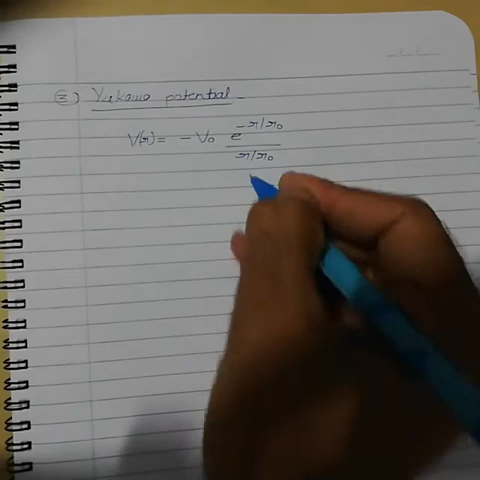 (3) Yukawa potential -
V(r) = - V₀ e^(-r/r₀) / (r/r₀)